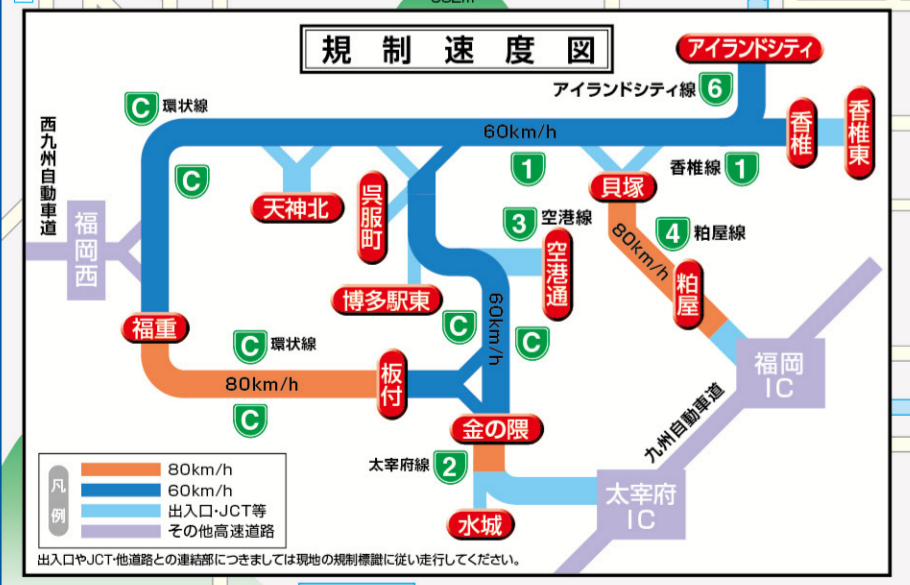 規制速度図
アイランドシティ
アイランドシティ線
6
C
環状線
60km/h
香椎
香椎東
西九州自動車道
C
1
香椎線
1
天神北
呉服町
貝塚
3
空港線
4
粕屋線
福岡西
80km/h
空港通
粕屋
博多駅東
60km/h
福重
C
C
C
環状線
福岡
IC
80km/h
板付
C
金の隈
九州自動車道
太宰府線
2
太宰府
IC
水城
凡例
80km/h
60km/h
出入口・JCT等
その他高速道路
出入口やJCT・他道路との連結部につきましては現地の規制標識に従い走行してください。